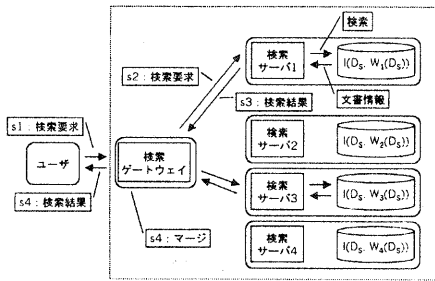 検索
検索
サーバ1
I(Ds, W1(Ds))
s2：検索要求
s3：検索結果
文書情報
s1：検索要求
検索
サーバ2
I(Ds, W2(Ds))
ユーザ
検索
ゲートウェイ
検索
サーバ3
I(Ds, W3(Ds))
s4：検索結果
s4：マージ
検索
サーバ4
I(Ds, W4(Ds))